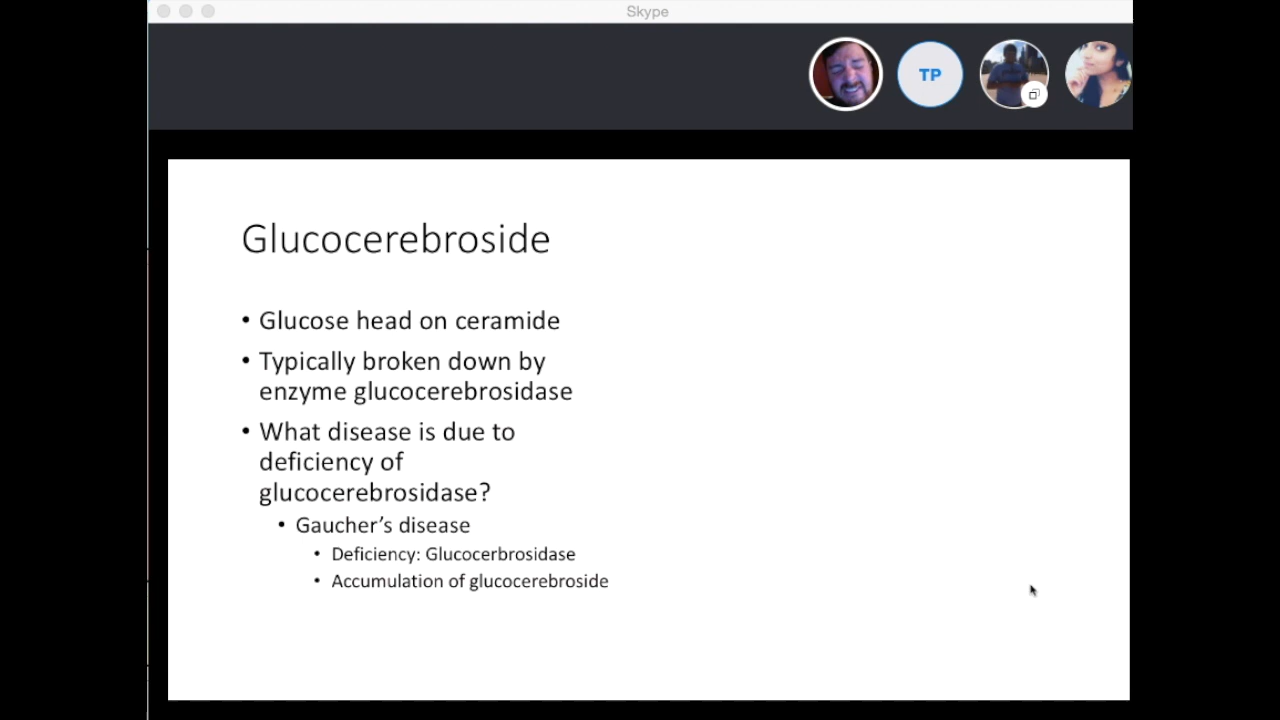 Skype
TP
Glucocerebroside
• Glucose head on ceramide
• Typically broken down by
enzyme glucocerebrosidase
• What disease is due to
deficiency of
glucocerebrosidase?
• Gaucher’s disease
• Deficiency: Glucocerbrosidase
• Accumulation of glucocerebroside